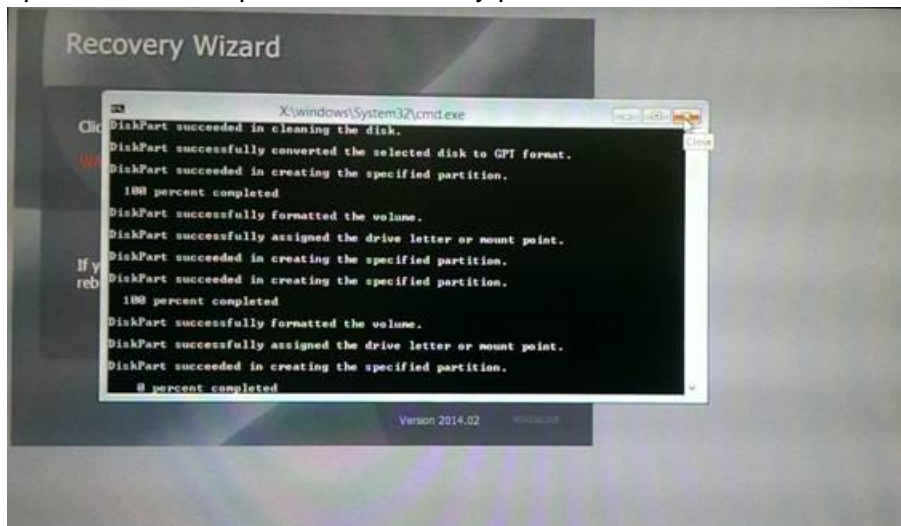 Recovery Wizard
X:\windows\System32\cmd.exe
Close
Clic
DiskPart succeeded in cleaning the disk.
DiskPart successfully converted the selected disk to GPT format.
DiskPart succeeded in creating the specified partition.
100 percent completed
DiskPart successfully formatted the volume.
DiskPart successfully assigned the drive letter or mount point.
DiskPart succeeded in creating the specified partition.
If y
DiskPart succeeded in creating the specified partition.
reb
100 percent completed
DiskPart successfully formatted the volume.
DiskPart successfully assigned the drive letter or mount point.
DiskPart succeeded in creating the specified partition.
0 percent completed
Version 2014.02